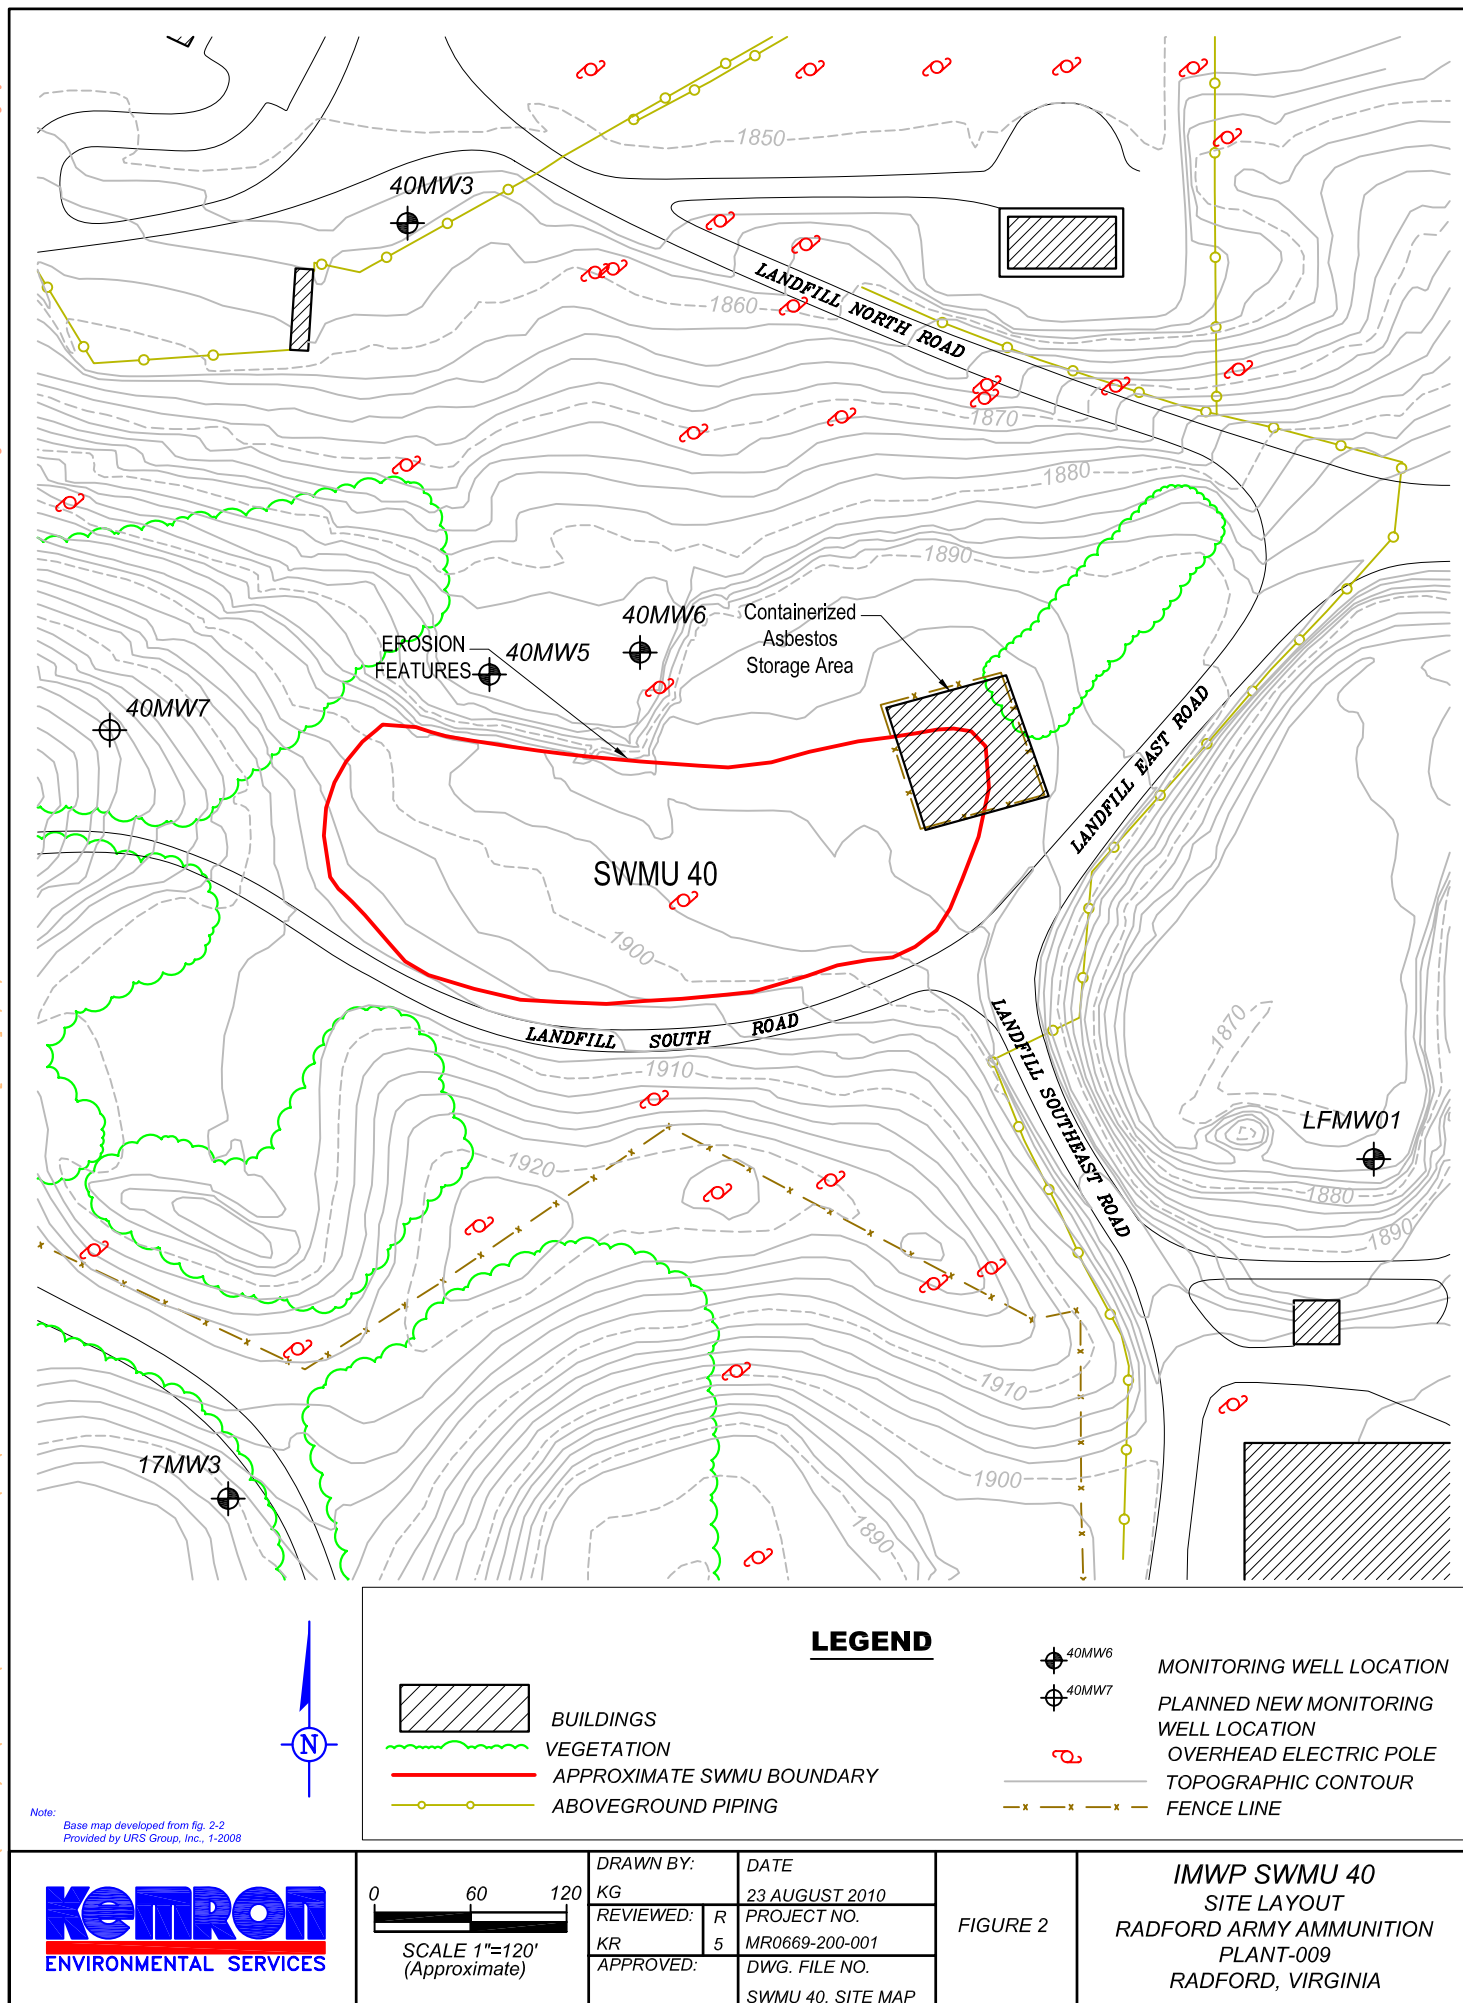 1850
40MW3
LANDFILL NORTH ROAD
1860
1870
1880
1890
40MW6
Containerized
Asbestos
Storage Area
EROSION
FEATURES
40MW5
40MW7
LANDFILL EAST ROAD
SWMU 40
1900
LANDFILL SOUTH ROAD
LANDFILL SOUTHEAST ROAD
1870
1910
LFMW01
1920
1880
1890
1910
17MW3
1900
1890
LEGEND
BUILDINGS
VEGETATION
APPROXIMATE SWMU BOUNDARY
ABOVEGROUND PIPING
40MW6
MONITORING WELL LOCATION
40MW7
PLANNED NEW MONITORING
WELL LOCATION
OVERHEAD ELECTRIC POLE
TOPOGRAPHIC CONTOUR
FENCE LINE
N
Note:
Base map developed from fig. 2-2
Provided by URS Group, Inc., 1-2008
KEMRON
ENVIRONMENTAL SERVICES
0 60 120
SCALE 1"=120'
(Approximate)
DRAWN BY:
KG
DATE
23 AUGUST 2010
REVIEWED:
KR
R
5
PROJECT NO.
MR0669-200-001
APPROVED:
DWG. FILE NO.
SWMU 40, SITE MAP
FIGURE 2
IMWP SWMU 40
SITE LAYOUT
RADFORD ARMY AMMUNITION
PLANT-009
RADFORD, VIRGINIA